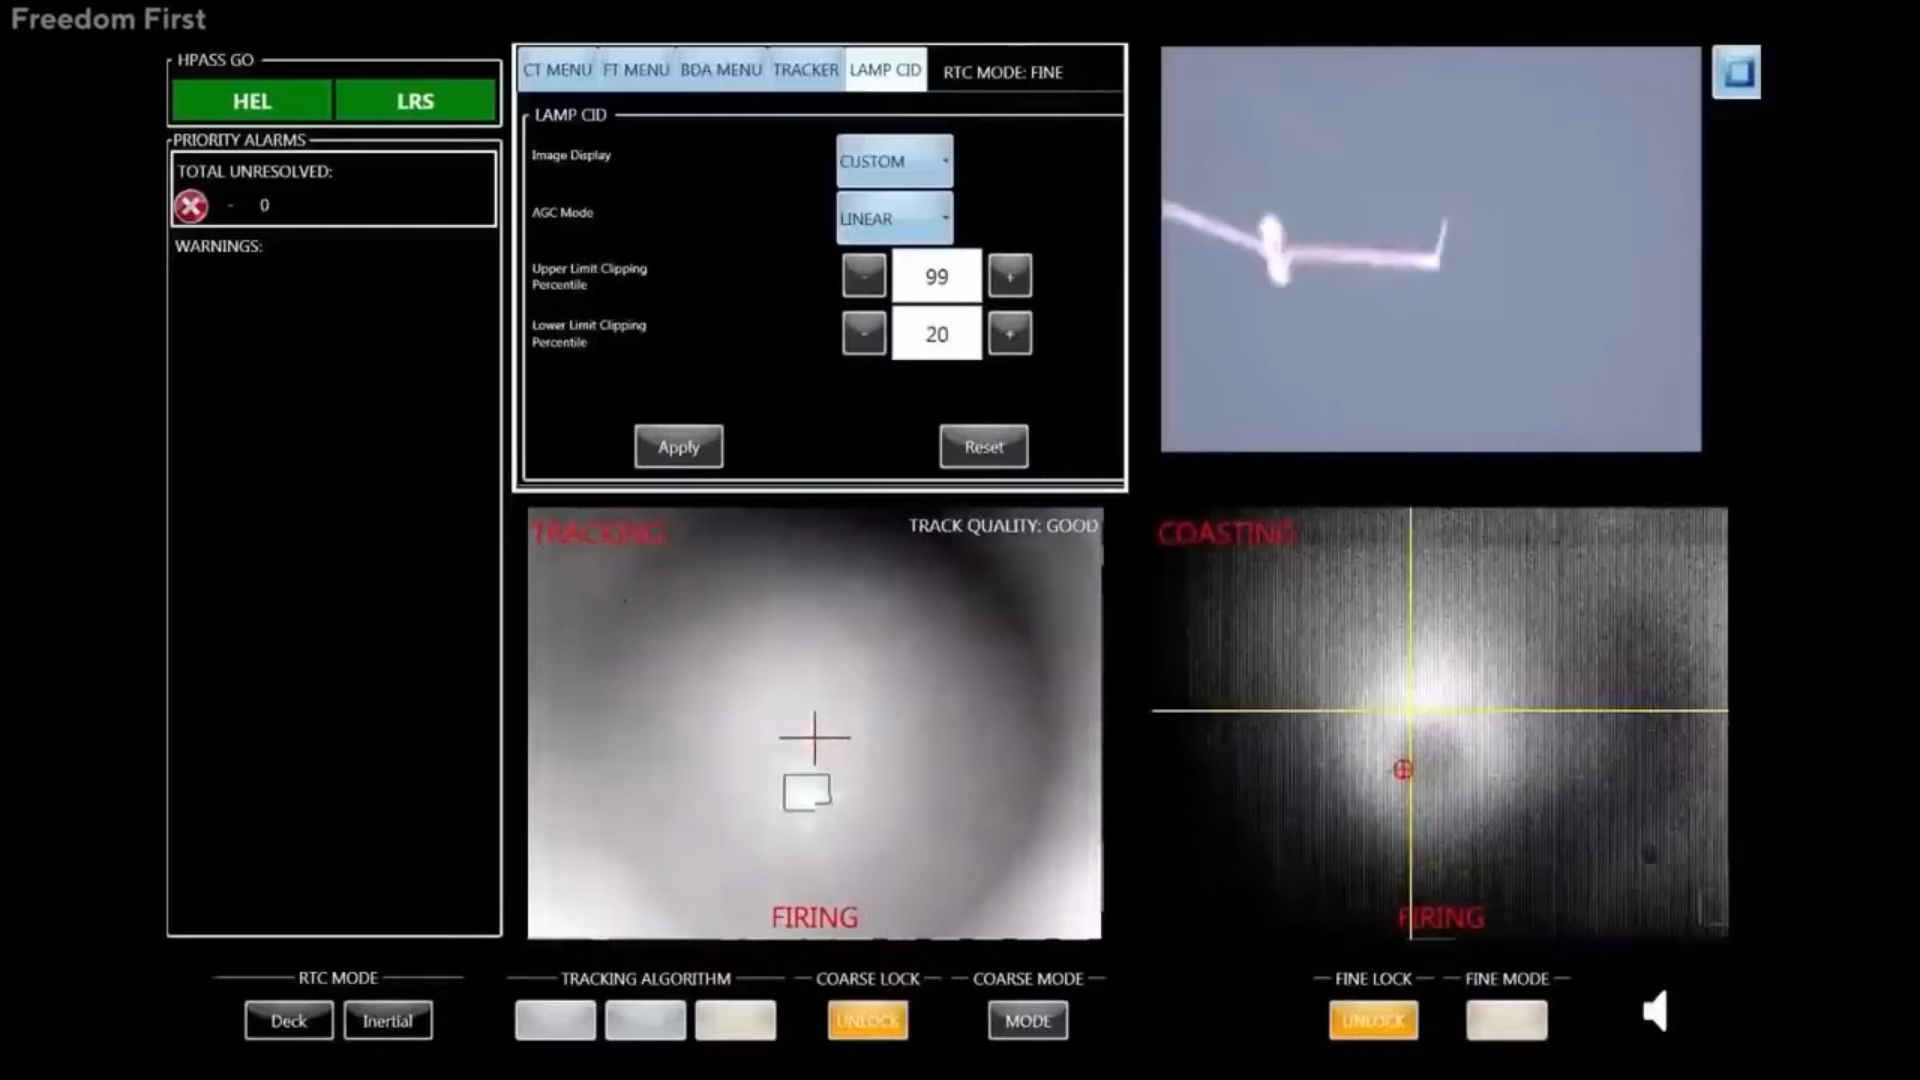 Freedom First
HPASS GO
HEL
LRS
PRIORITY ALARMS
TOTAL UNRESOLVED:
- 0
WARNINGS:
CT MENU
FT MENU
BDA MENU
TRACKER
LAMP CID
RTC MODE: FINE
LAMP CID
Image Display
CUSTOM
AGC Mode
LINEAR
Upper Limit Clipping
Percentile
-
99
+
Lower Limit Clipping
Percentile
-
20
+
Apply
Reset
TRACKING
TRACK QUALITY: GOOD
FIRING
COASTING
FIRING
RTC MODE
Deck
Inertial
TRACKING ALGORITHM
COARSE LOCK
UNLOCK
COARSE MODE
MODE
FINE LOCK
UNLOCK
FINE MODE